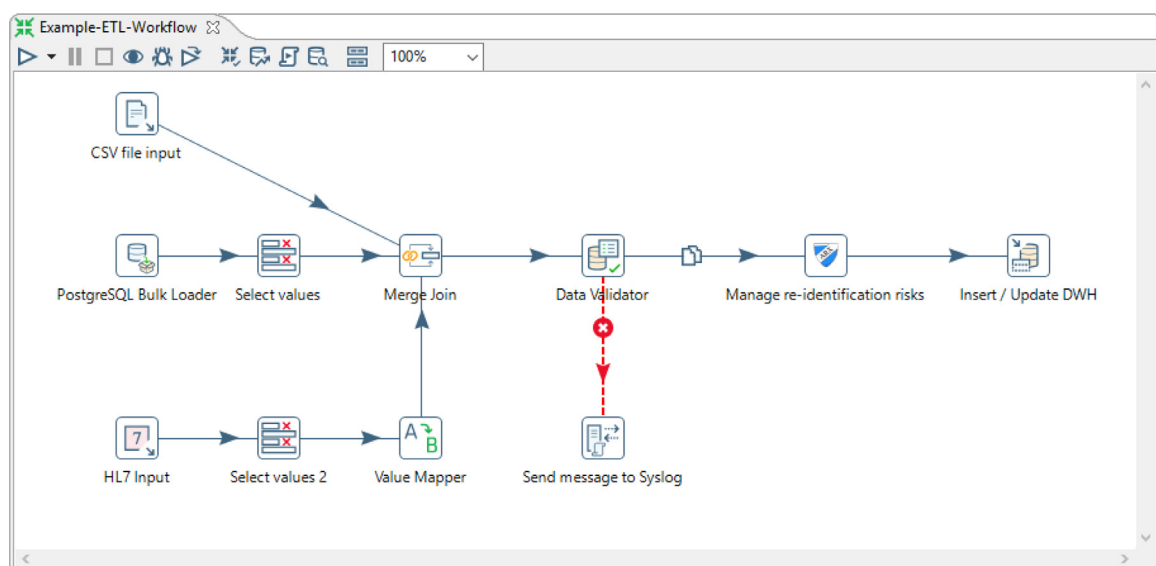 Example-ETL-Workflow
100%
CSV file input
PostgreSQL Bulk Loader
Select values
Merge Join
Data Validator
Manage re-identification risks
Insert / Update DWH
7
A
B
HL7 Input
Select values 2
Value Mapper
Send message to Syslog